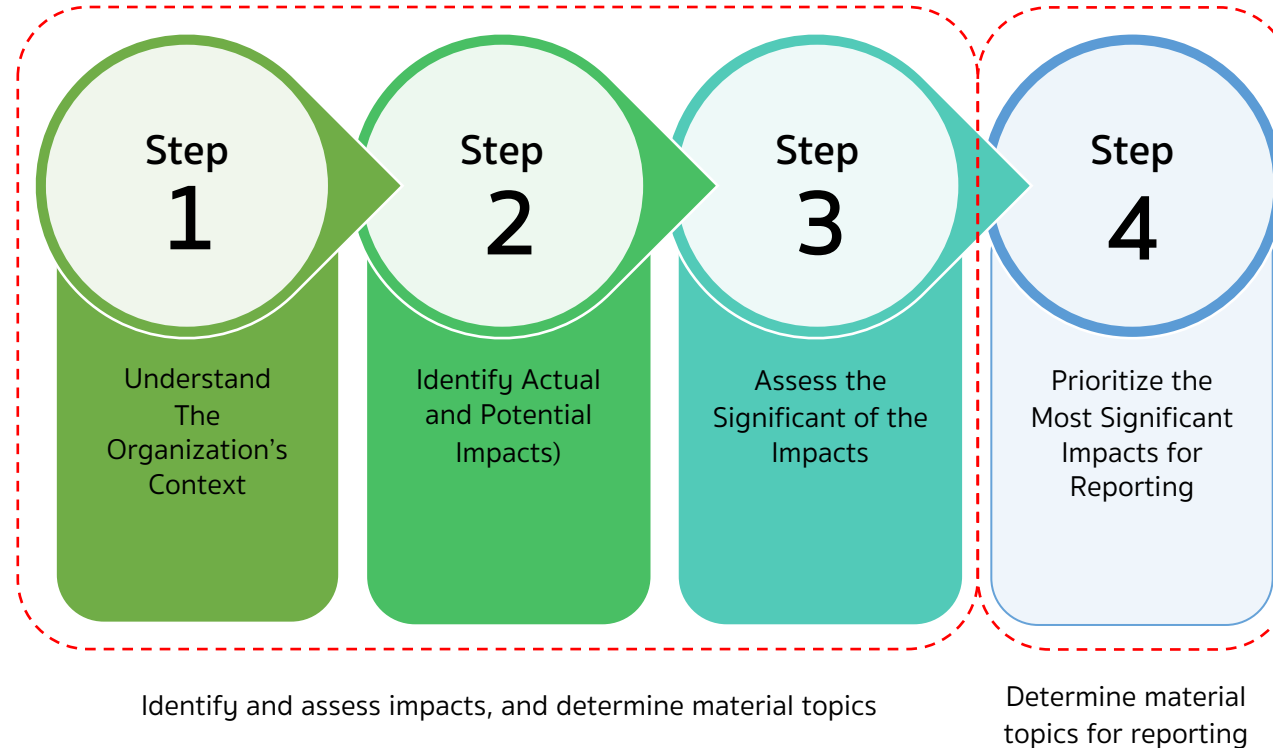 Step
1
Understand
The
Organization's
Context
Step
2
Identify Actual
and Potential
Impacts)
Step
3
Assess the
Significant of the
Impacts
Step
4
Prioritize the
Most Significant
Impacts for
Reporting
Identify and assess impacts, and determine material topics
Determine material
topics for reporting